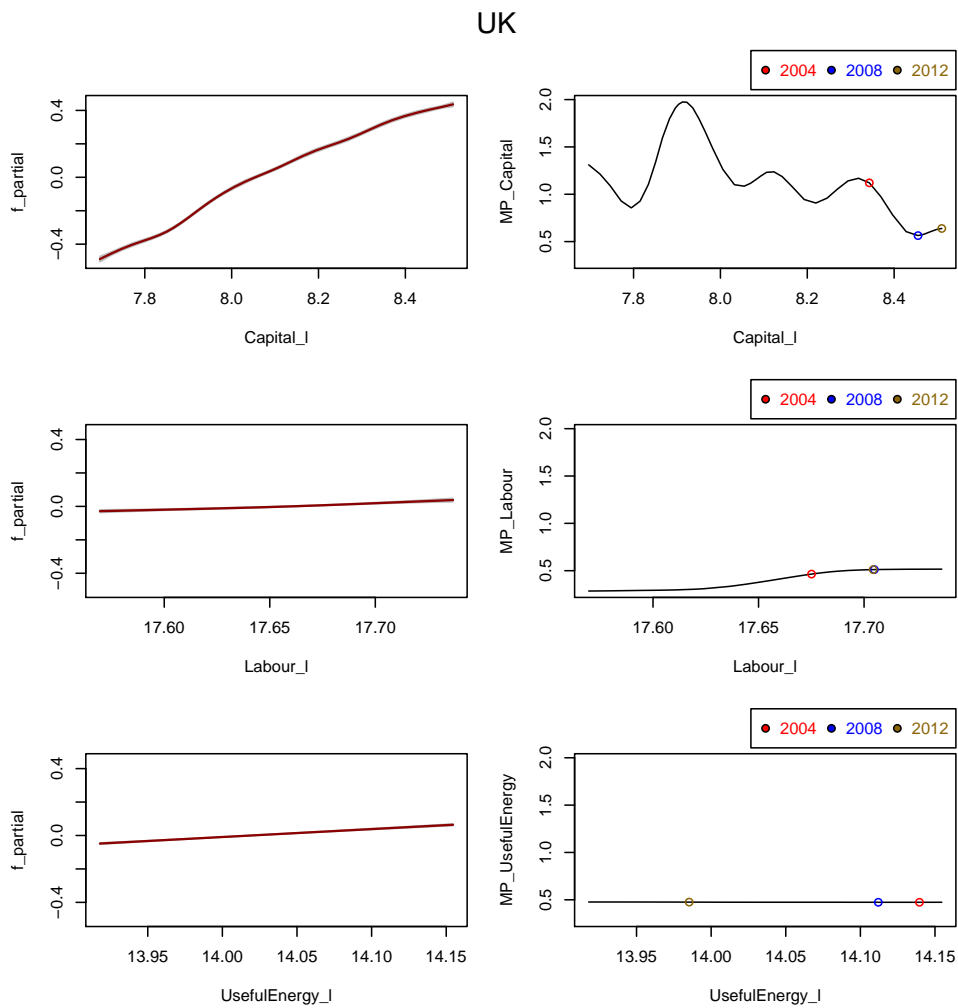 UK
f_partial
−0.4
0.0
0.4
7.8 8.0 8.2 8.4
Capital_l
2004 2008 2012
MP_Capital
0.5 1.0 1.5 2.0
7.8 8.0 8.2 8.4
Capital_l
f_partial
−0.4
0.0
0.4
17.60 17.65 17.70
Labour_l
2004 2008 2012
MP_Labour
0.5 1.0 1.5 2.0
17.60 17.65 17.70
Labour_l
f_partial
−0.4
0.0
0.4
13.95 14.00 14.05 14.10 14.15
UsefulEnergy_l
2004 2008 2012
MP_UsefulEnergy
0.5 1.0 1.5 2.0
13.95 14.00 14.05 14.10 14.15
UsefulEnergy_l